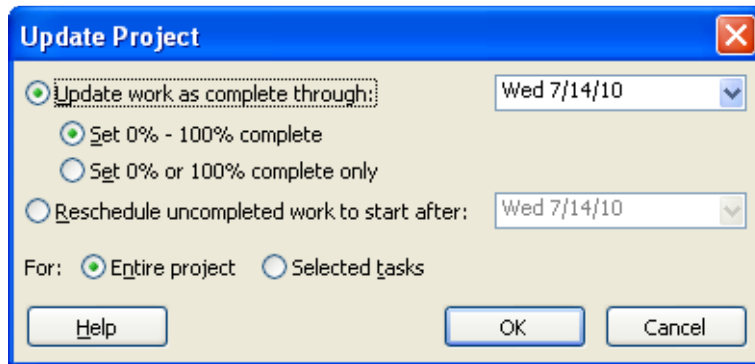 Update Project
Update work as complete through: Wed 7/14/10
Set 0% - 100% complete
Set 0% or 100% complete only
Reschedule uncompleted work to start after: Wed 7/14/10
For: Entire project Selected tasks
Help OK Cancel